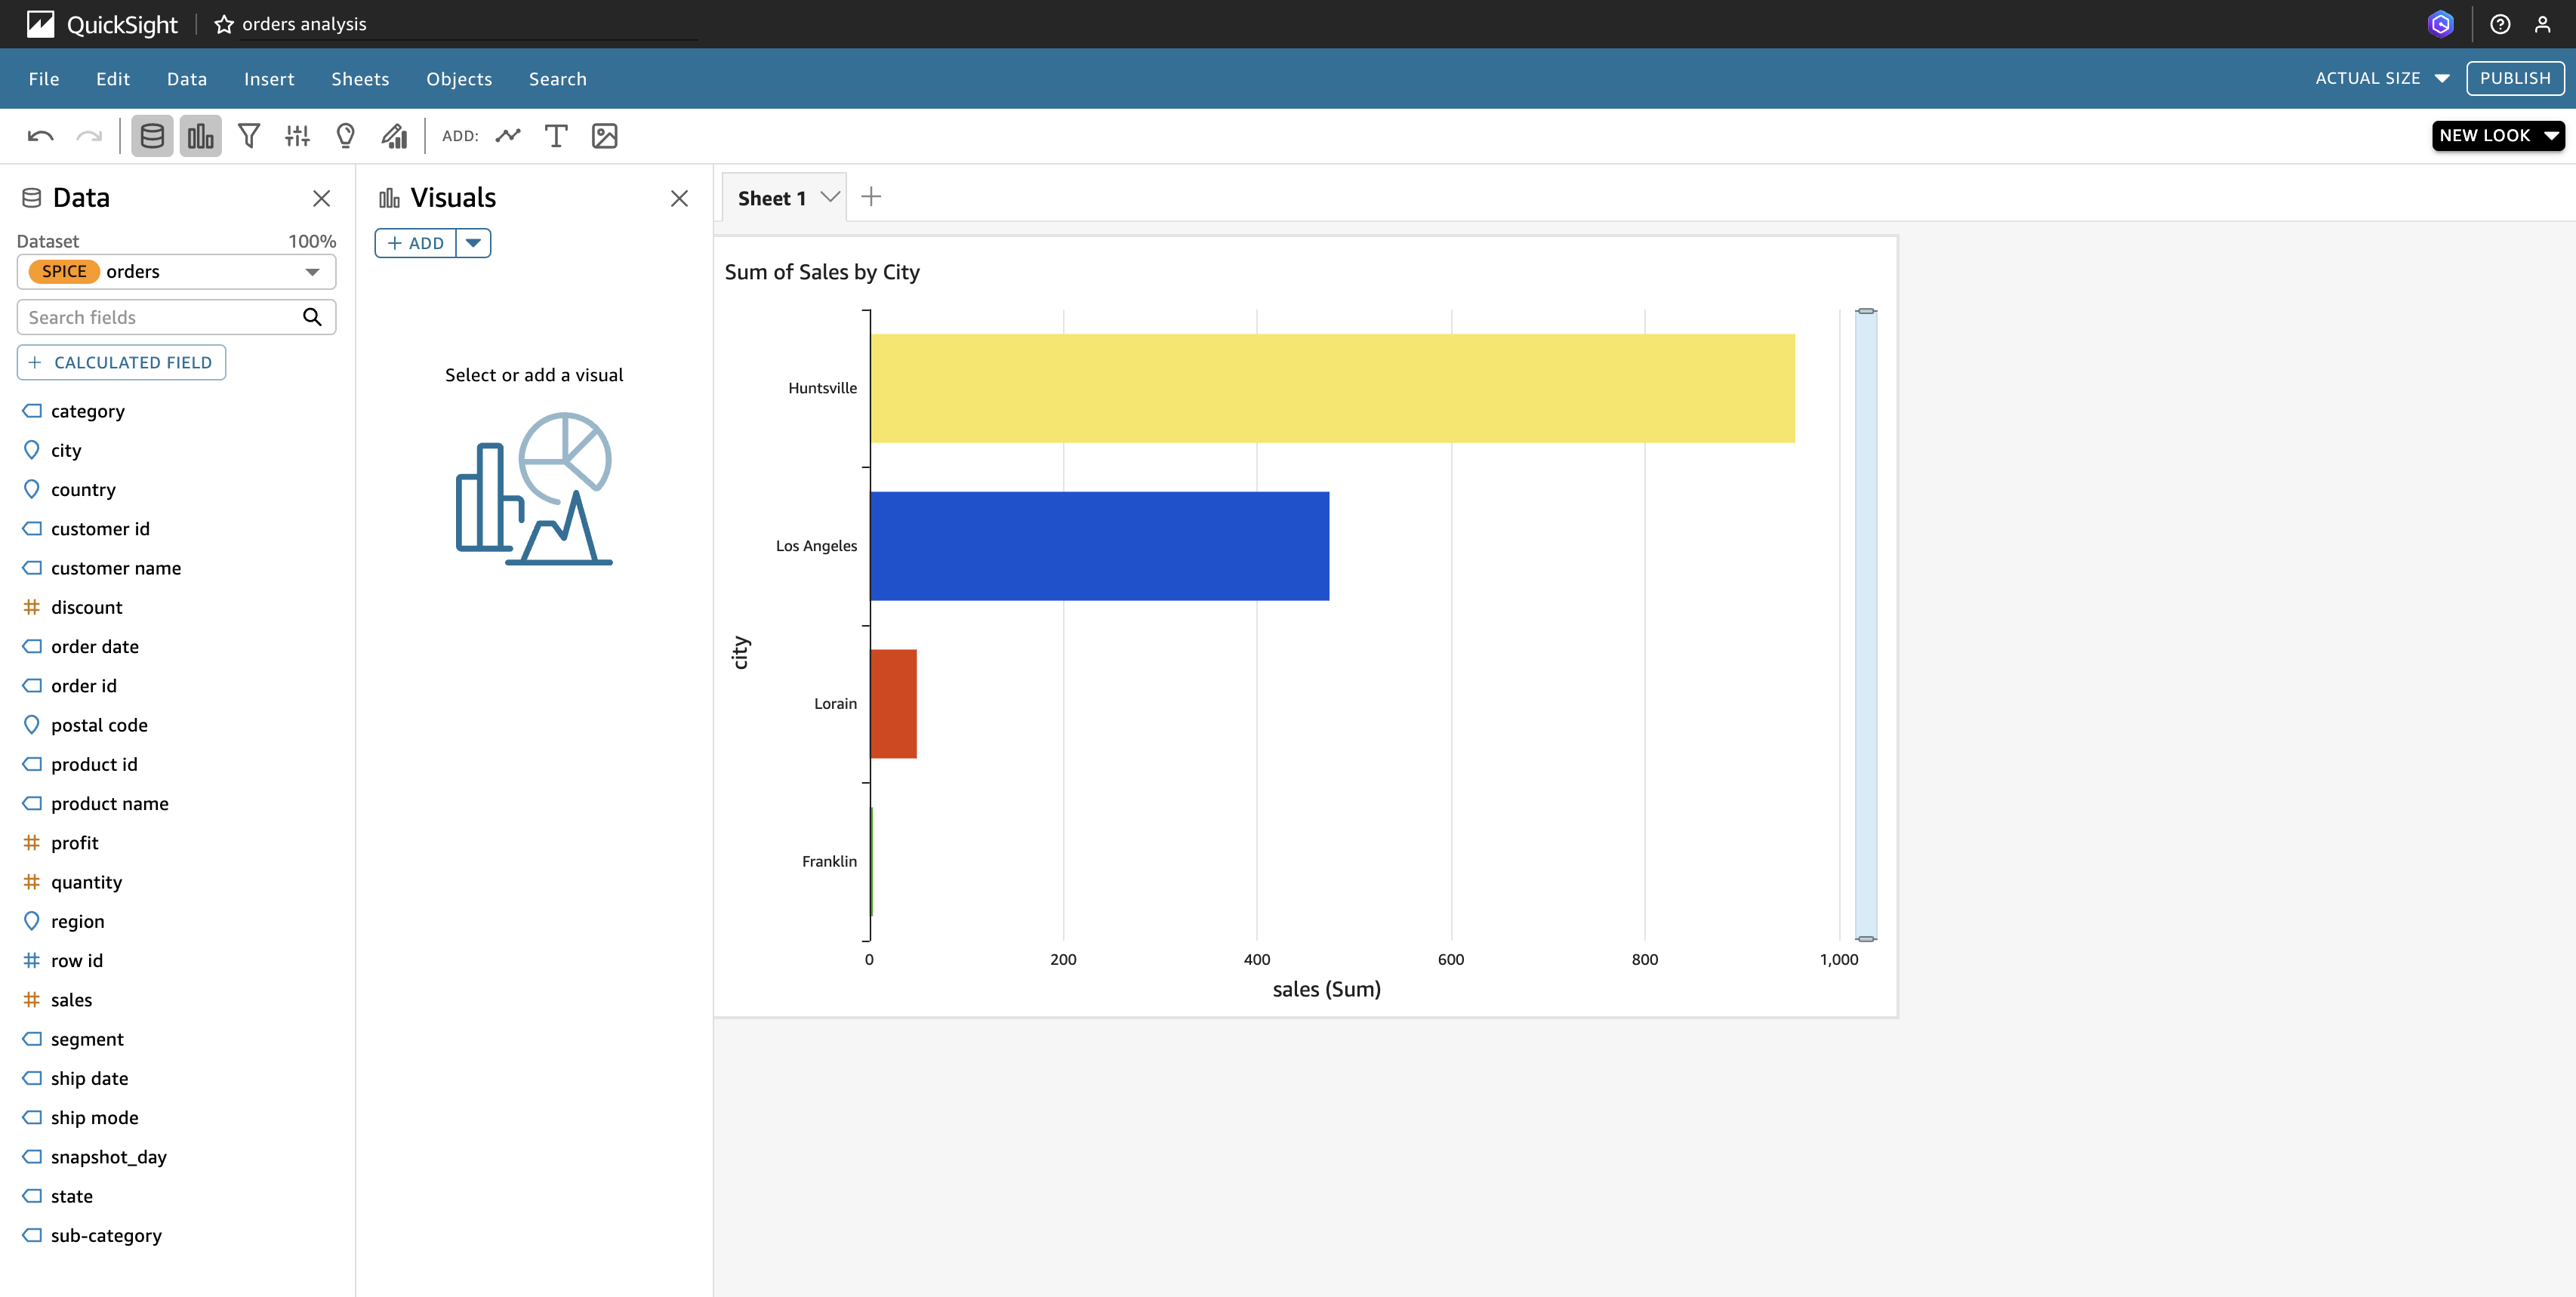 QuickSight
orders analysis
File Edit Data Insert Sheets Objects Search
ACTUAL SIZE
PUBLISH
ADD:
NEW LOOK
Data
Dataset 100%
SPICE orders
Search fields
+ CALCULATED FIELD
category
city
country
customer id
customer name
discount
order date
order id
postal code
product id
product name
profit
quantity
region
row id
sales
segment
ship date
ship mode
snapshot_day
state
sub-category
Visuals
+ ADD
Select or add a visual
Sheet 1
Sum of Sales by City
city
Huntsville
Los Angeles
Lorain
Franklin
0 200 400 600 800 1,000
sales (Sum)